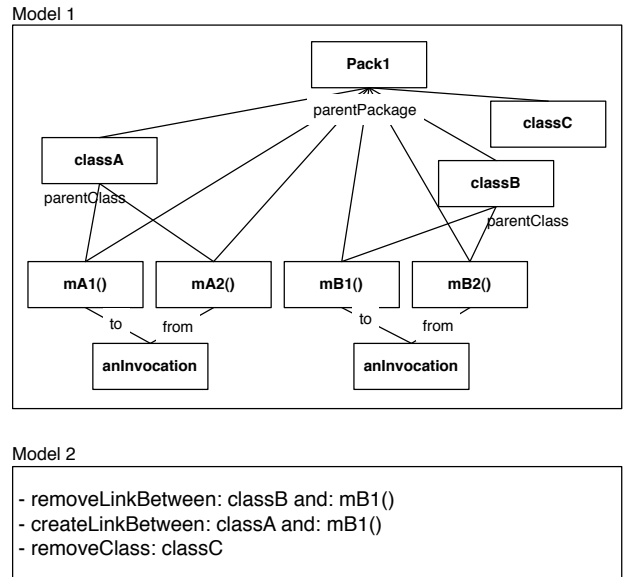 Model 1
Pack1
parentPackage
classC
classA
classB
parentClass
parentClass
mA1()
mA2()
mB1()
mB2()
to
from
to
from
anInvocation
anInvocation
Model 2
- removeLinkBetween: classB and: mB1()
- createLinkBetween: classA and: mB1()
- removeClass: classC